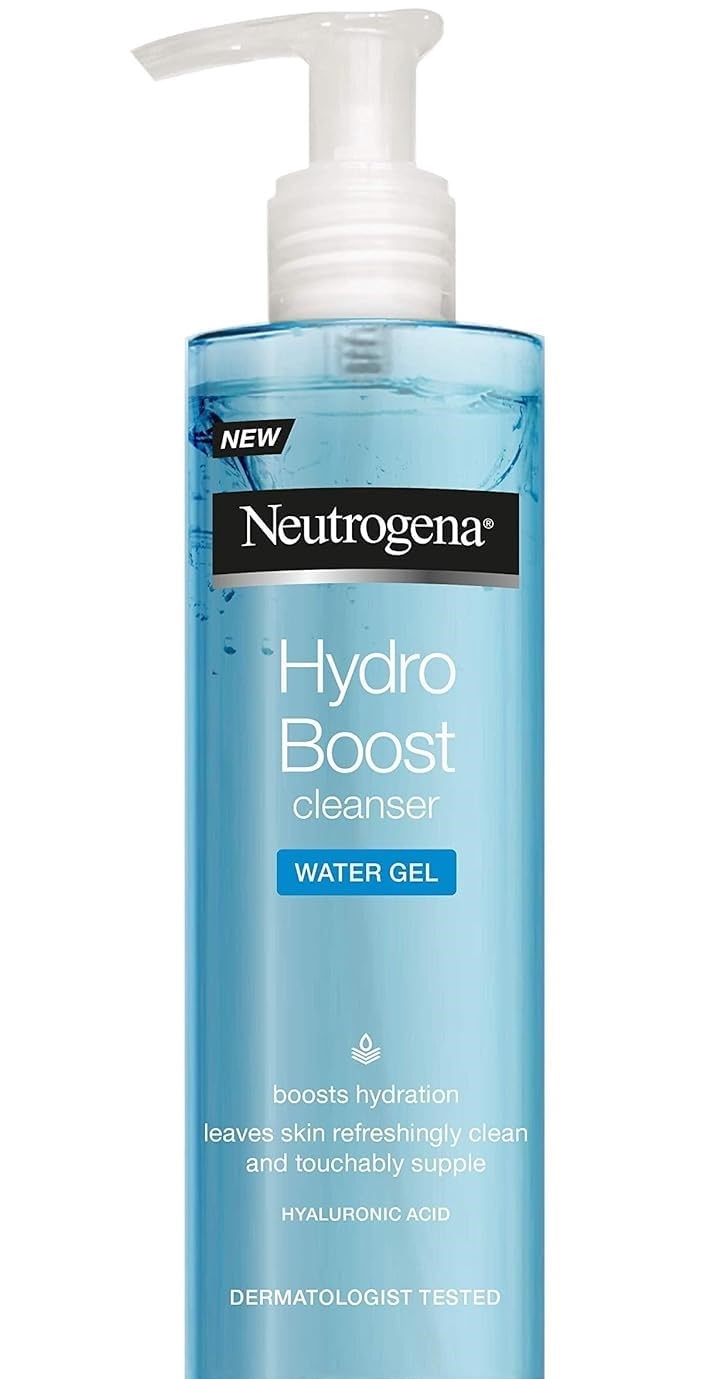 NEW
Neutrogena®
Hydro
Boost
cleanser
WATER GEL
boosts hydration
leaves skin refreshingly clean
and touchably supple
HYALURONIC ACID
DERMATOLOGIST TESTED